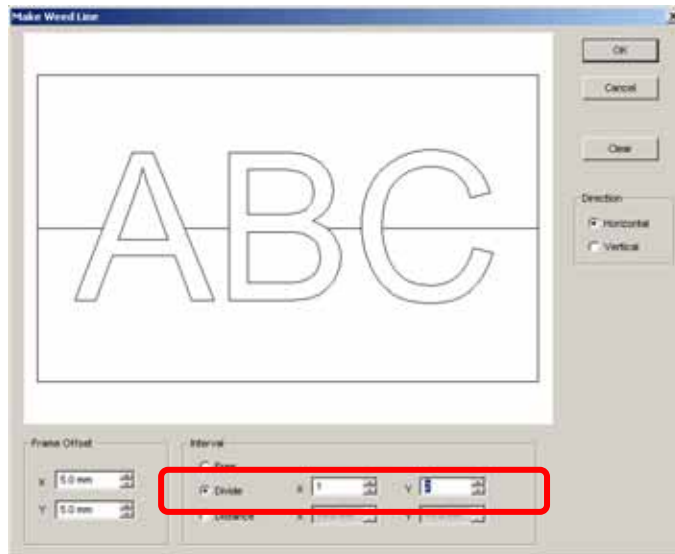 Make Weed Line
OK
Cancel
Clear
Direction
Horizontal
Vertical
ABC
Frame Offset
X 5.0 mm
Y 5.0 mm
Interval
Divide X 1 Y
Distance X Y